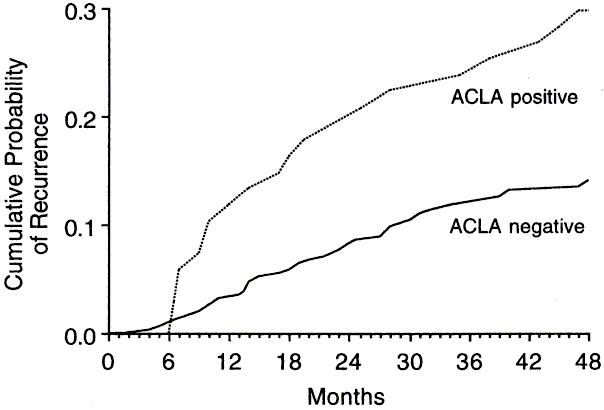 0.3
0.2
0.1
0.0
Cumulative Probability
of Recurrence
ACLA positive
ACLA negative
0 6 12 18 24 30 36 42 48
Months